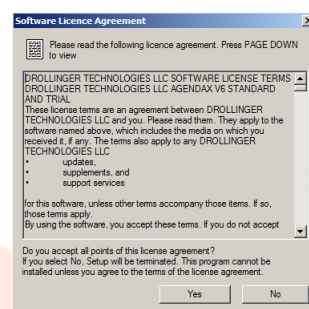 Software Licence Agreement
Please read the following licence agreement. Press PAGE DOWN
to view
DROLLINGER TECHNOLOGIES LLC SOFTWARE LICENSE TERMS
DROLLINGER TECHNOLOGIES LLC AGENDAX V6 STANDARD
AND TRIAL
These license terms are an agreement between DROLLINGER
TECHNOLOGIES LLC and you. Please read them. They apply to the
software named above, which includes the media on which you
received it, if any. The terms also apply to any DROLLINGER
TECHNOLOGIES LLC
• updates,
• supplements, and
• support services
for this software, unless other terms accompany those items. If so,
those terms apply.
By using the software, you accept these terms. If you do not accept
Do you accept all points of this license agreement?
If you select No, Setup will be terminated. This program cannot be
installed unless you agree to the terms of the license agreement.
Yes
No